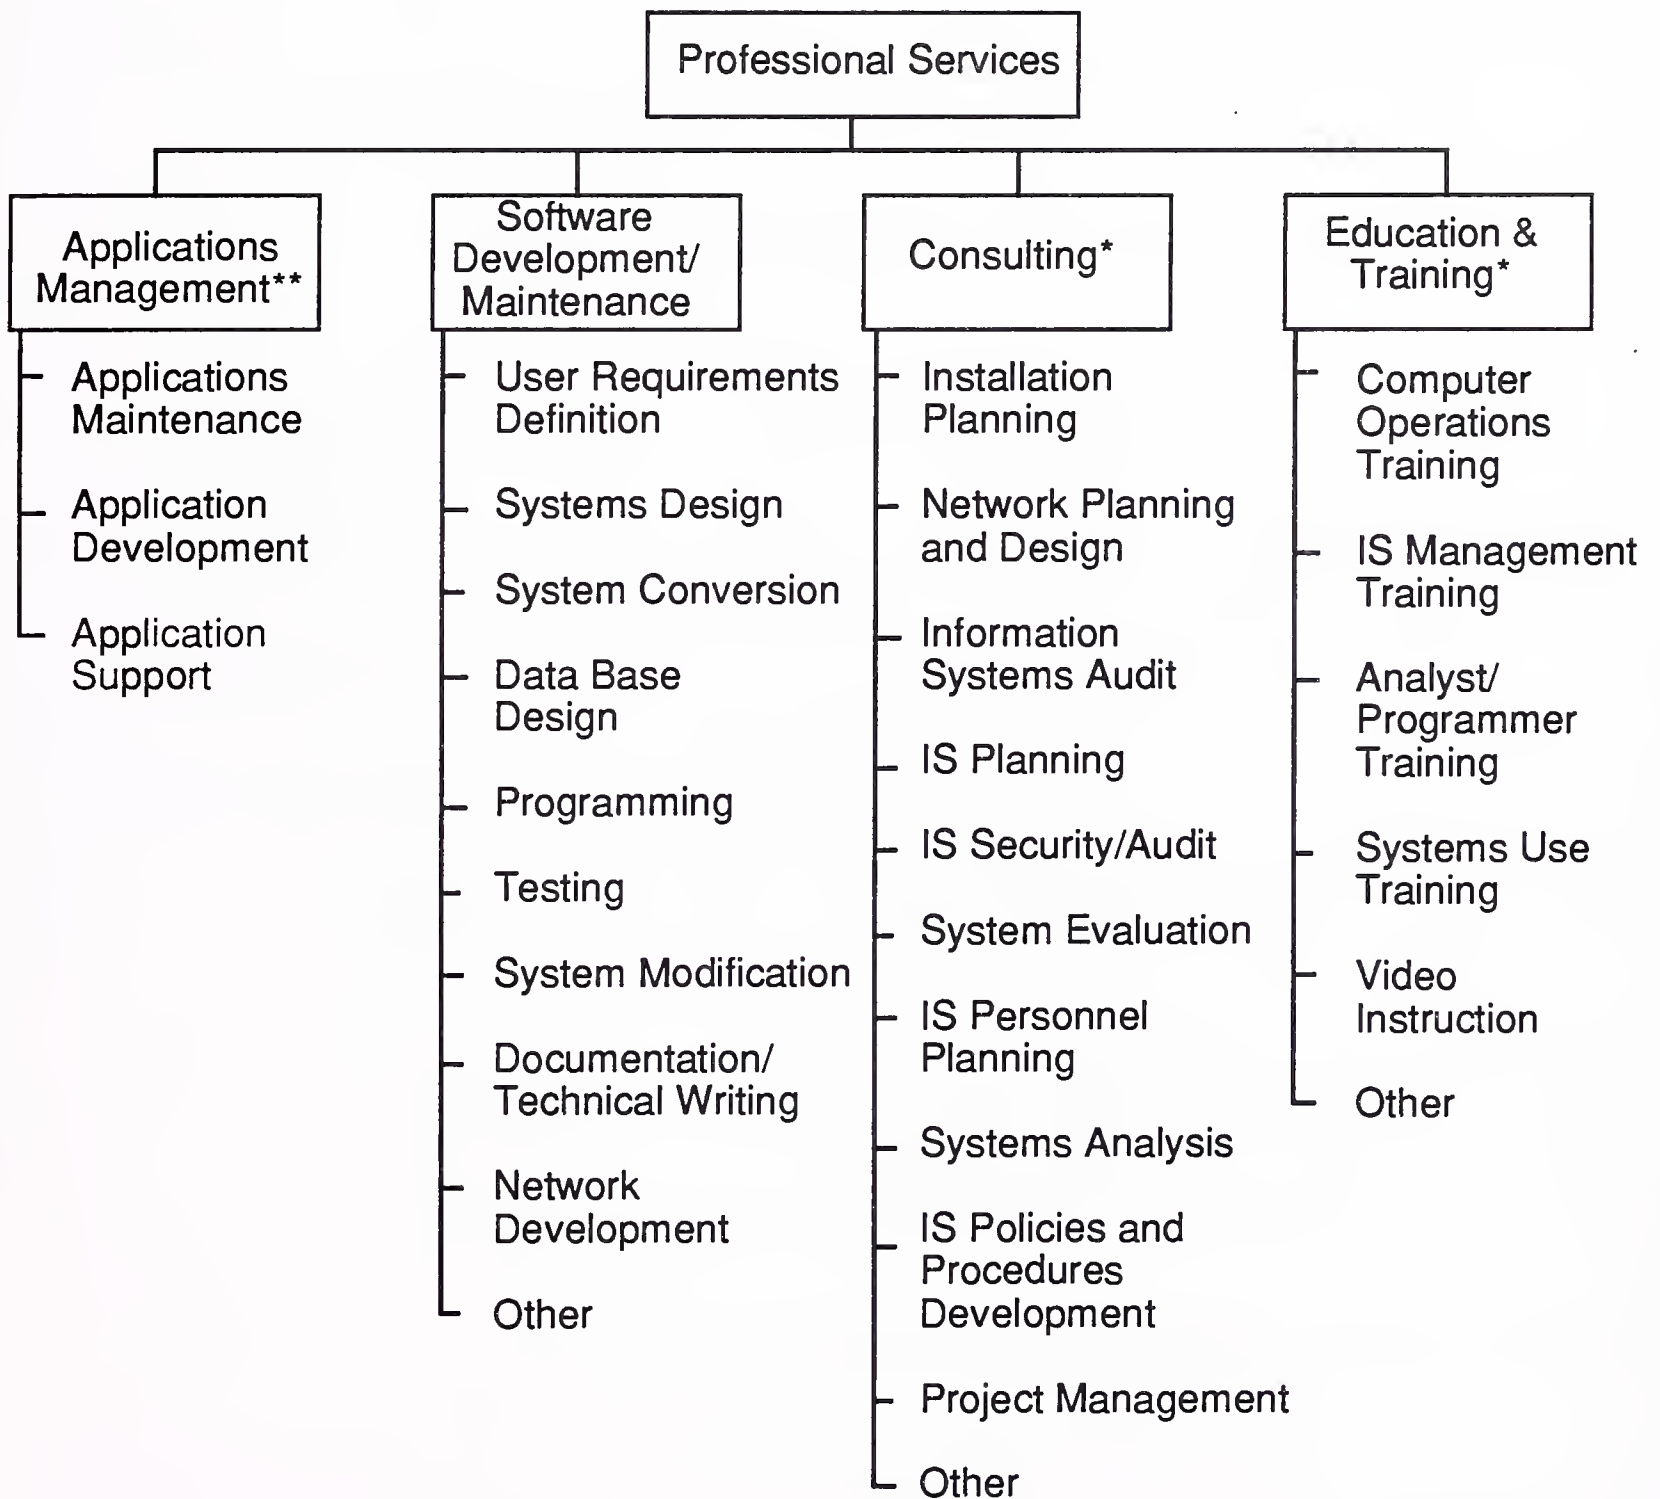 Professional Services
Applications
Management**
Applications
Maintenance
Application
Development
Application
Support
Software
Development/
Maintenance
User Requirements
Definition
Systems Design
System Conversion
Data Base
Design
Programming
Testing
System Modification
Documentation/
Technical Writing
Network
Development
Other
Consulting*
Installation
Planning
Network Planning
and Design
Information
Systems Audit
IS Planning
IS Security/Audit
System Evaluation
IS Personnel
Planning
Systems Analysis
IS Policies and
Procedures
Development
Project Management
Other
Education &
Training*
Computer
Operations
Training
IS Management
Training
Analyst/
Programmer
Training
Systems Use
Training
Video
Instruction
Other